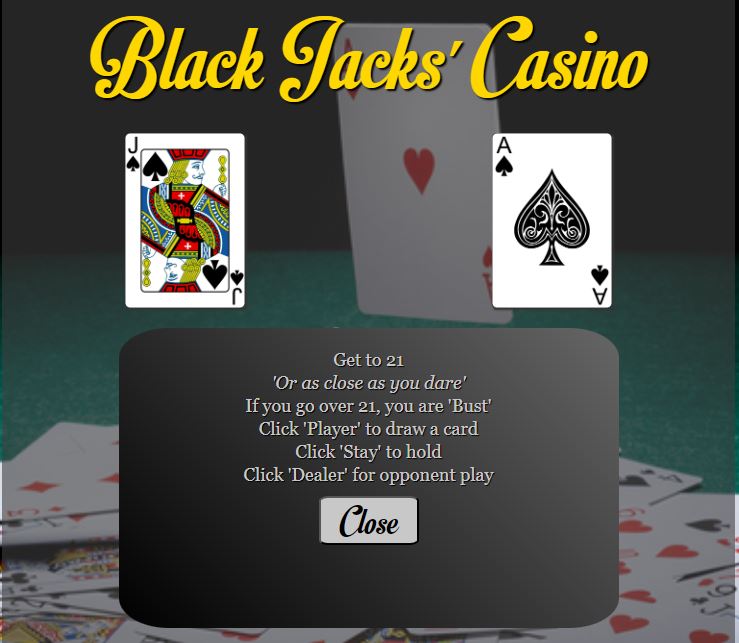 Black Jacks' Casino
J
J
A
A
Get to 21
'Or as close as you dare'
If you go over 21, you are 'Bust'
Click 'Player' to draw a card
Click 'Stay' to hold
Click 'Dealer' for opponent play
Close